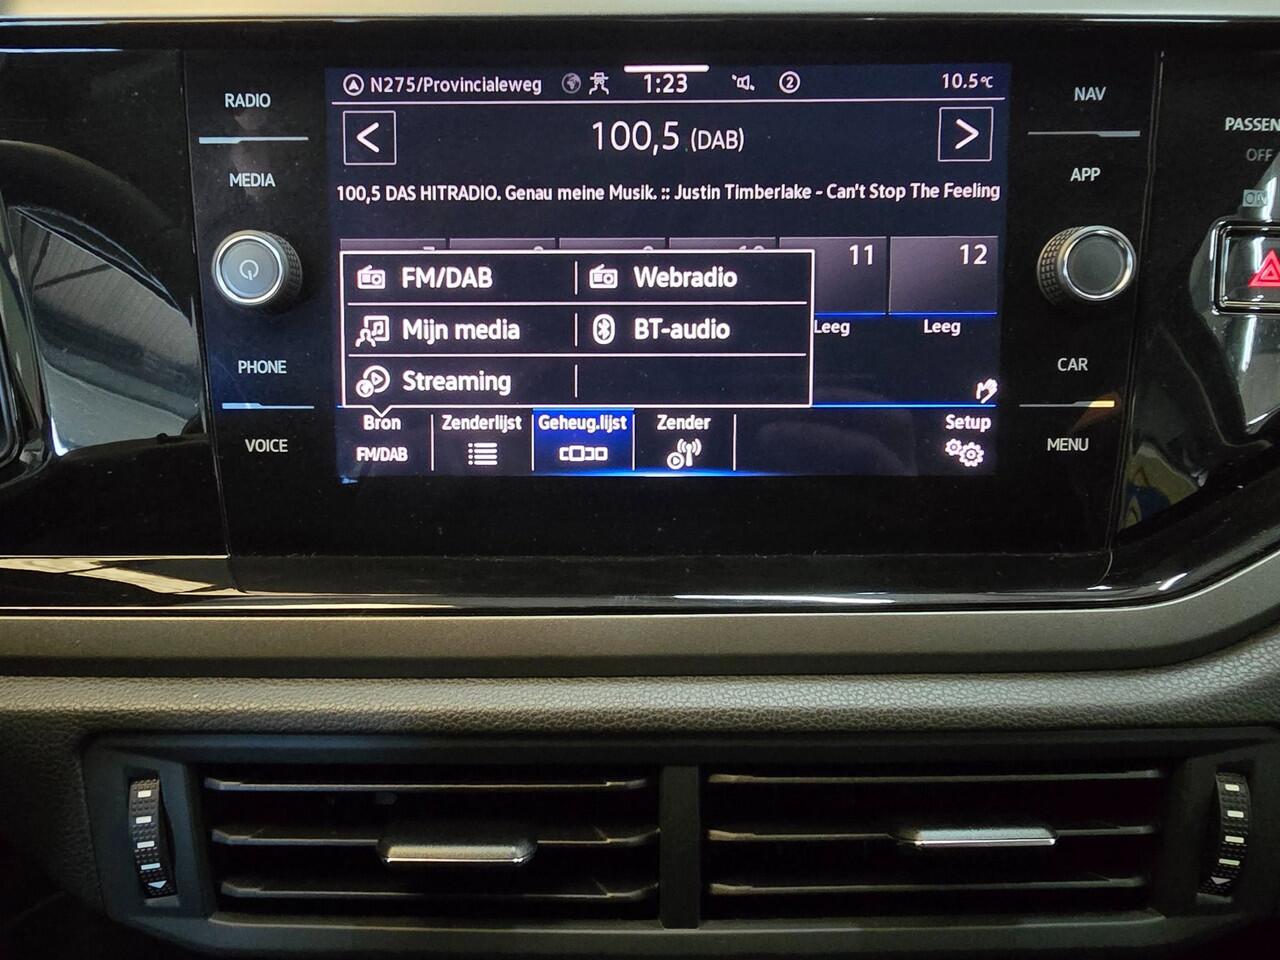 RADIO
MEDIA
PHONE
VOICE
N275/Provincialeweg 1:23 2 10.5°C
< 100,5 (DAB) >
100,5 DAS HITRADIO. Genau meine Musik. :: Justin Timberlake - Can't Stop The Feeling
11 12
FM/DAB Webradio
Mijn media BT-audio
Streaming
Leeg Leeg
Bron Zenderlijst Geheug.lijst Zender Setup
FM/DAB
NAV
APP
CAR
MENU
PASSEN
OFF
ON